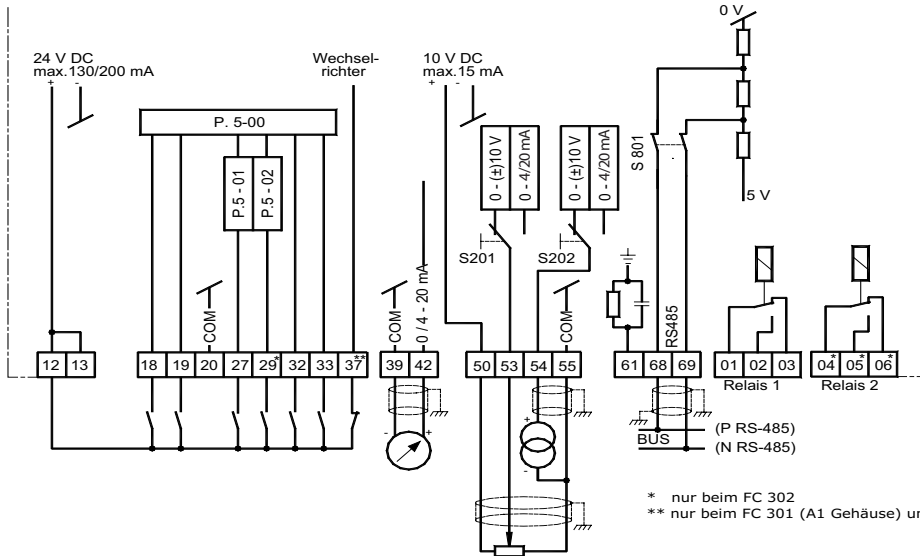 0 V
24 V DC
max.130/200 mA
+ -
Wechsel-
richter
10 V DC
max.15 mA
+ -
P. 5-00
P.5 - 01
P.5 - 02
0 - (±)10 V
0 - 4/20 mA
0 - (±)10 V
0 - 4/20 mA
S 801
5 V
S201
S202
COM
COM
0 / 4 - 20 mA
COM
RS485
12 13
18 19 20 27 29* 32 33 37**
39 42
50 53 54 55
61 68 69
01 02 03
04* 05* 06*
Relais 1
Relais 2
- +
+
-
BUS
(P RS-485)
(N RS-485)
* nur beim FC 302
** nur beim FC 301 (A1 Gehäuse) un